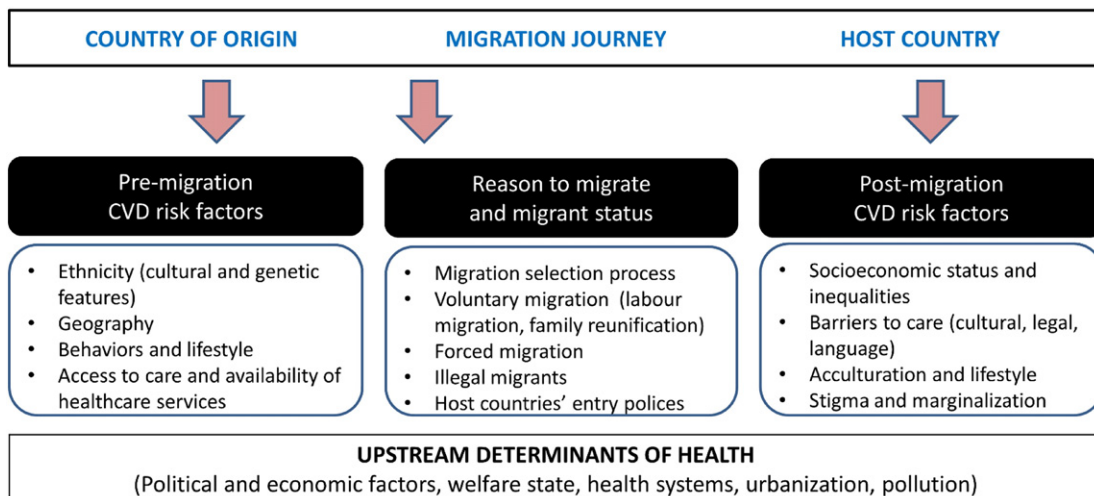 COUNTRY OF ORIGIN
MIGRATION JOURNEY
HOST COUNTRY
Pre-migration
CVD risk factors
• Ethnicity (cultural and genetic
features)
• Geography
• Behaviors and lifestyle
• Access to care and availability of
healthcare services
Reason to migrate
and migrant status
• Migration selection process
• Voluntary migration (labour
migration, family reunification)
• Forced migration
• Illegal migrants
• Host countries’ entry polices
Post-migration
CVD risk factors
• Socioeconomic status and
inequalities
• Barriers to care (cultural, legal,
language)
• Acculturation and lifestyle
• Stigma and marginalization
UPSTREAM DETERMINANTS OF HEALTH
(Political and economic factors, welfare state, health systems, urbanization, pollution)